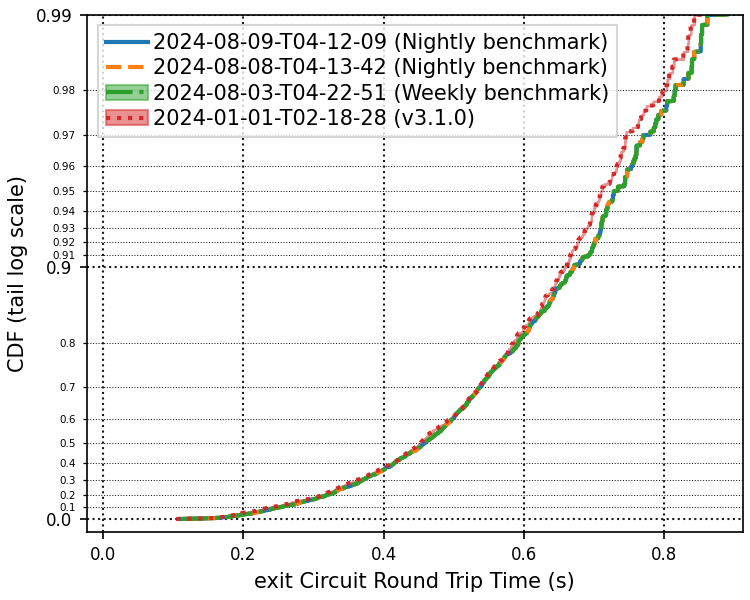 2024-08-09-T04-12-09 (Nightly benchmark)
2024-08-08-T04-13-42 (Nightly benchmark)
2024-08-03-T04-22-51 (Weekly benchmark)
2024-01-01-T02-18-28 (v3.1.0)
CDF (tail log scale)
0.99
0.98
0.97
0.96
0.95
0.94
0.93
0.92
0.91
0.9
0.8
0.7
0.6
0.5
0.4
0.3
0.2
0.1
0.0
0.0 0.2 0.4 0.6 0.8
exit Circuit Round Trip Time (s)